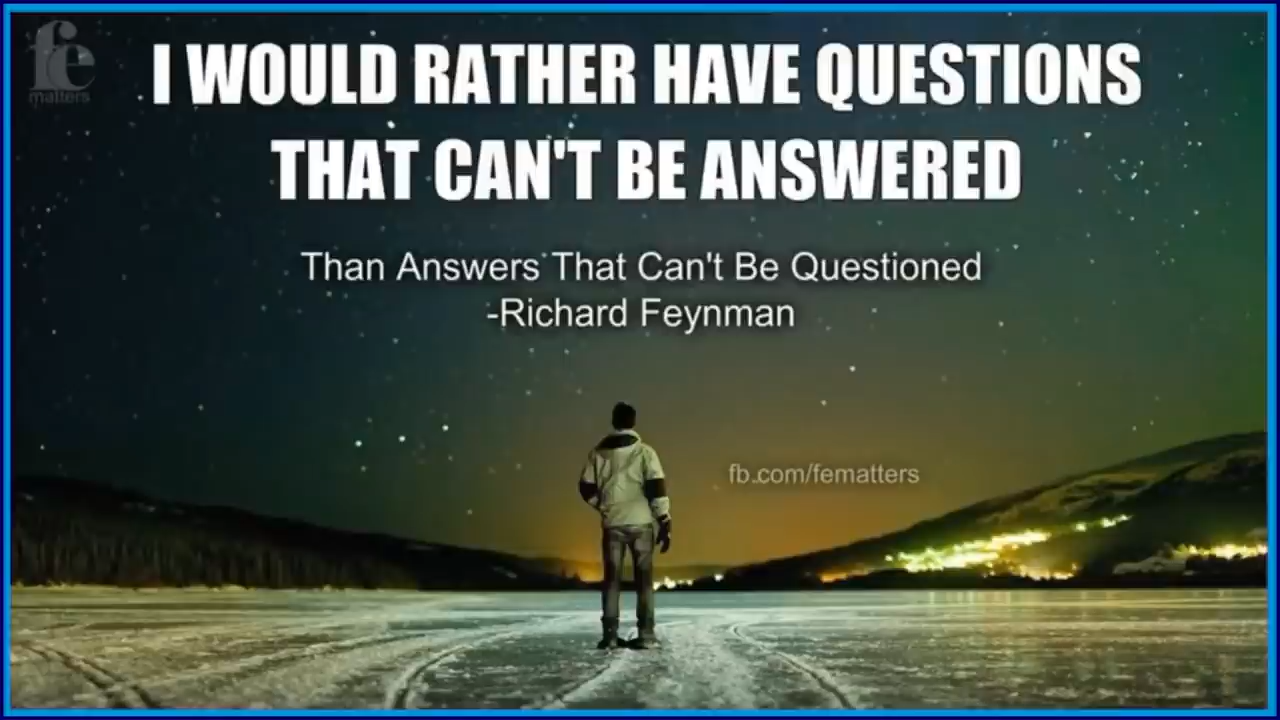 fe
matters
I WOULD RATHER HAVE QUESTIONS
THAT CAN'T BE ANSWERED
Than Answers That Can't Be Questioned
-Richard Feynman
fb.com/fematters